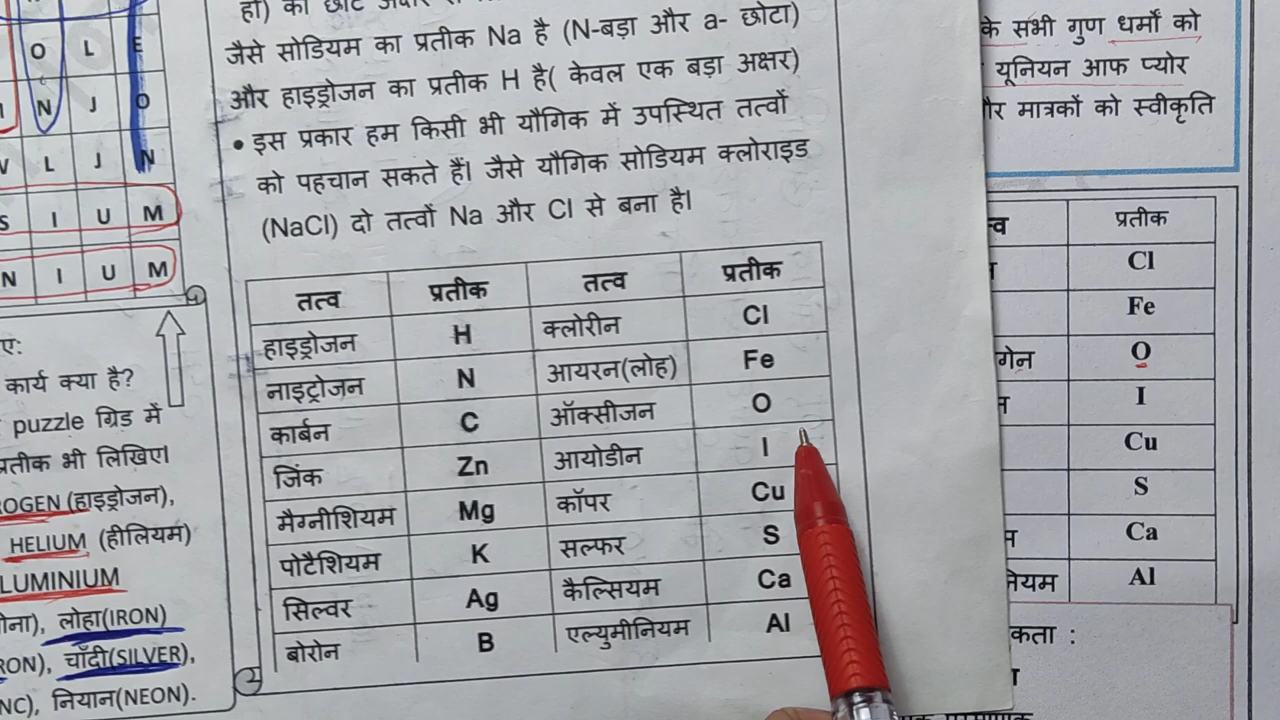 O L E
N J O
V L J N
S I U M
N I U M
ए:
कार्य क्या है?
puzzle ग्रिड में
प्रतीक भी लिखिए।
ROGEN (हाइड्रोजन),
HELIUM (हीलियम)
LUMINIUM
लोहा(IRON)
RON), चाँदी(SILVER),
NC), नियान(NEON).
जैसे सोडियम का प्रतीक Na है (N-बड़ा और a- छोटा)
और हाइड्रोजन का प्रतीक H है( केवल एक बड़ा अक्षर)
• इस प्रकार हम किसी भी यौगिक में उपस्थित तत्वों
को पहचान सकते हैं। जैसे यौगिक सोडियम क्लोराइड
(NaCl) दो तत्वों Na और Cl से बना है।
तत्व प्रतीक तत्व प्रतीक
हाइड्रोजन H क्लोरीन Cl
नाइट्रोजन N आयरन(लोह) Fe
कार्बन C ऑक्सीजन O
जिंक Zn आयोडीन I
मैग्नीशियम Mg कॉपर Cu
पोटैशियम K सल्फर S
सिल्वर Ag कैल्सियम Ca
बोरोन B एल्युमीनियम Al
के सभी गुण धर्मों को
यूनियन आफ प्योर
मात्रकों को स्वीकृति
प्रतीक
Cl
Fe
O
I
Cu
S
Ca
Al